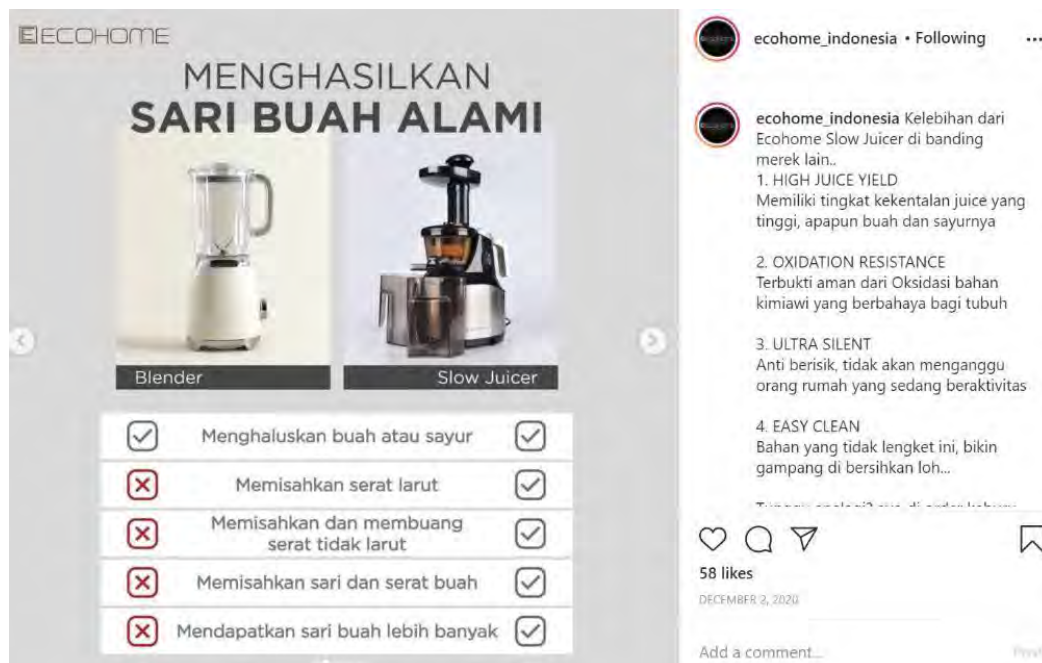 ECOHOME
MENGHASILKAN
SARI BUAH ALAMI
Blender
Slow Juicer
Menghaluskan buah atau sayur
Memisahkan serat larut
Memisahkan dan membuang
serat tidak larut
Memisahkan sari dan serat buah
Mendapatkan sari buah lebih banyak
ecohome_indonesia • Following
ecohome_indonesia Kelebihan dari
Ecohome Slow Juicer di banding
merek lain..
1. HIGH JUICE YIELD
Memiliki tingkat kekentalan juice yang
tinggi, apapun buah dan sayurnya
2. OXIDATION RESISTANCE
Terbukti aman dari Oksidasi bahan
kimiawi yang berbahaya bagi tubuh
3. ULTRA SILENT
Anti berisik, tidak akan menganggu
orang rumah yang sedang beraktivitas
4. EASY CLEAN
Bahan yang tidak lengket ini, bikin
gampang di bersihkan loh...
58 likes
DECEMBER 2, 2020
Add a comment...